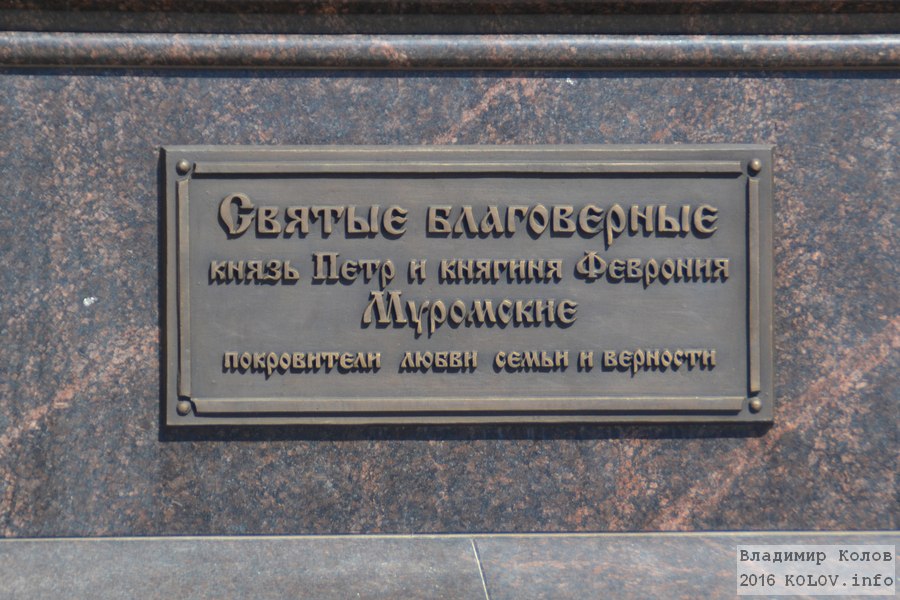 Святые благоверные
князь Петр и княгиня Феврония
Муромские
покровители любви семьи и верности
Владимир Колов
2016 KOLOV.info